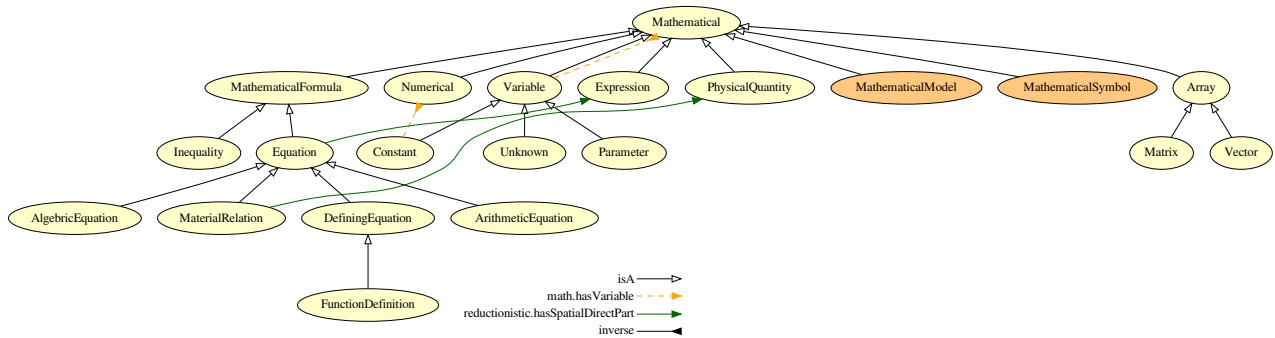 Mathematical
MathematicalFormula
Numerical
Variable
Expression
PhysicalQuantity
MathematicalModel
MathematicalSymbol
Array
Inequality
Equation
Constant
Unknown
Parameter
Matrix
Vector
AlgebricEquation
MaterialRelation
DefiningEquation
ArithmeticEquation
FunctionDefinition
isA
math.hasVariable
reductionistic.hasSpatialDirectPart
inverse